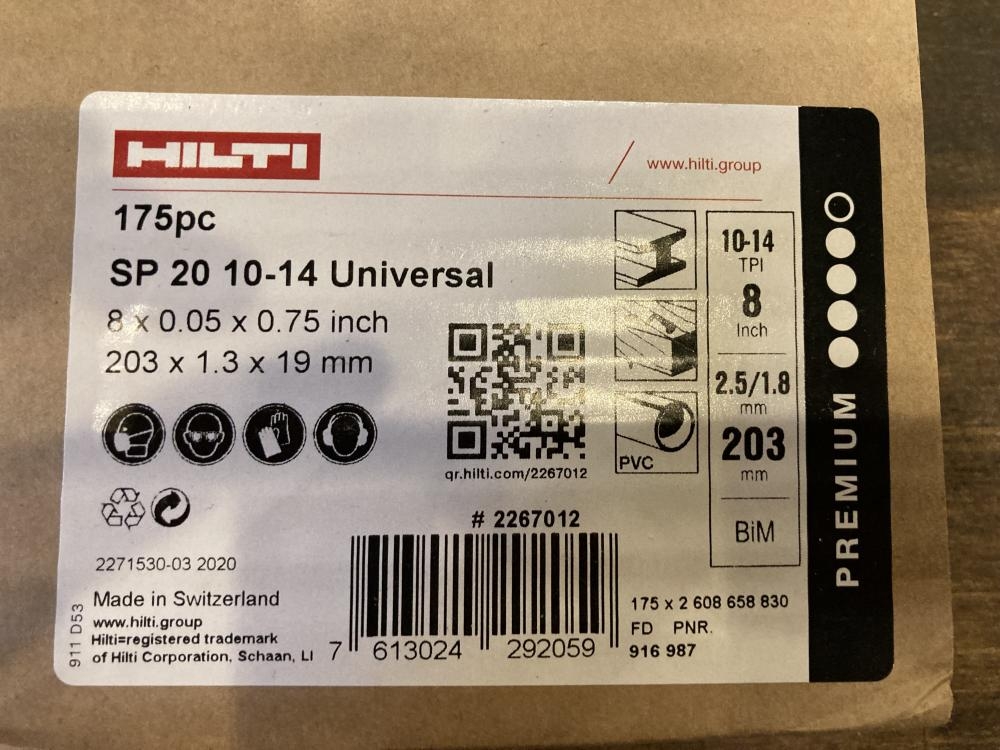 HILTI
www.hilti.group
175pc
SP 20 10-14 Universal
8 x 0.05 x 0.75 inch
203 x 1.3 x 19 mm
qr.hilti.com/2267012
PVC
10-14
TPI
8
Inch
2.5/1.8
mm
203
mm
BiM
PREMIUM
# 2267012
2271530-03 2020
Made in Switzerland
www.hilti.group
Hilti=registered trademark
of Hilti Corporation, Schaan, LI
911 D53
7 613024 292059
175 x 2 608 658 830
FD PNR.
916 987